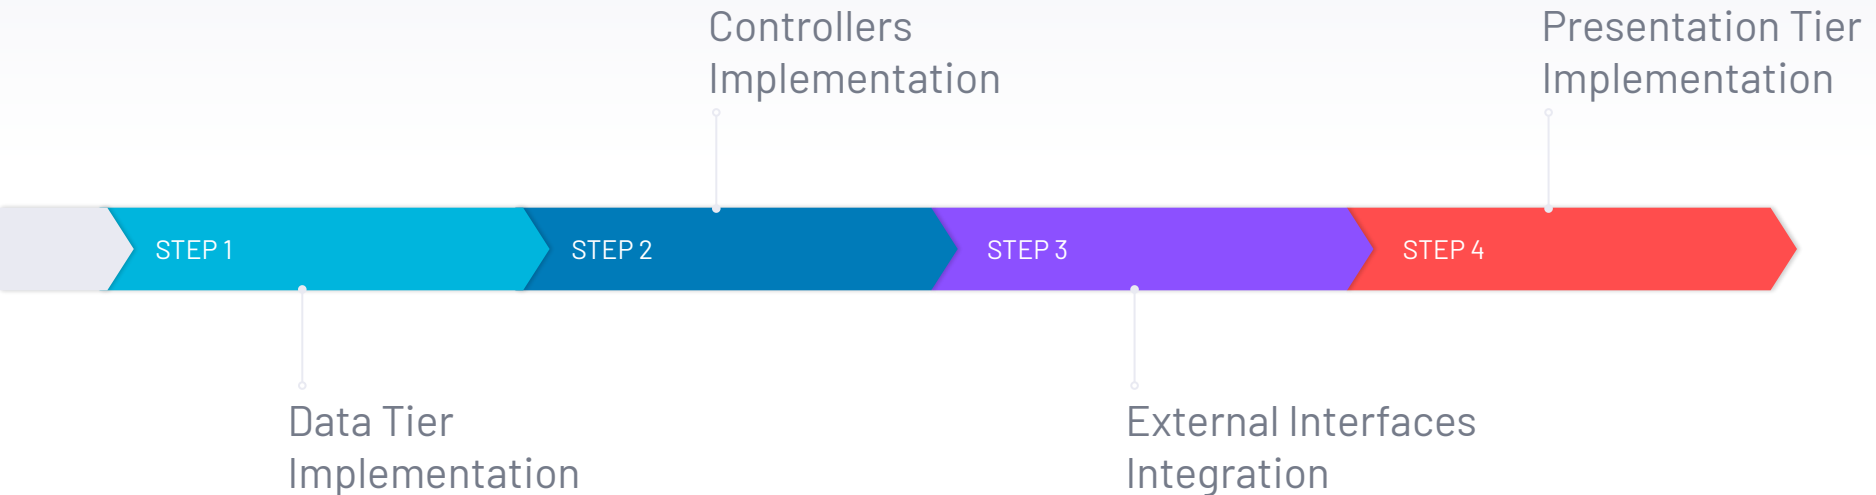 Controllers
Implementation
Presentation Tier
Implementation
STEP 1
STEP 2
STEP 3
STEP 4
Data Tier
Implementation
External Interfaces
Integration